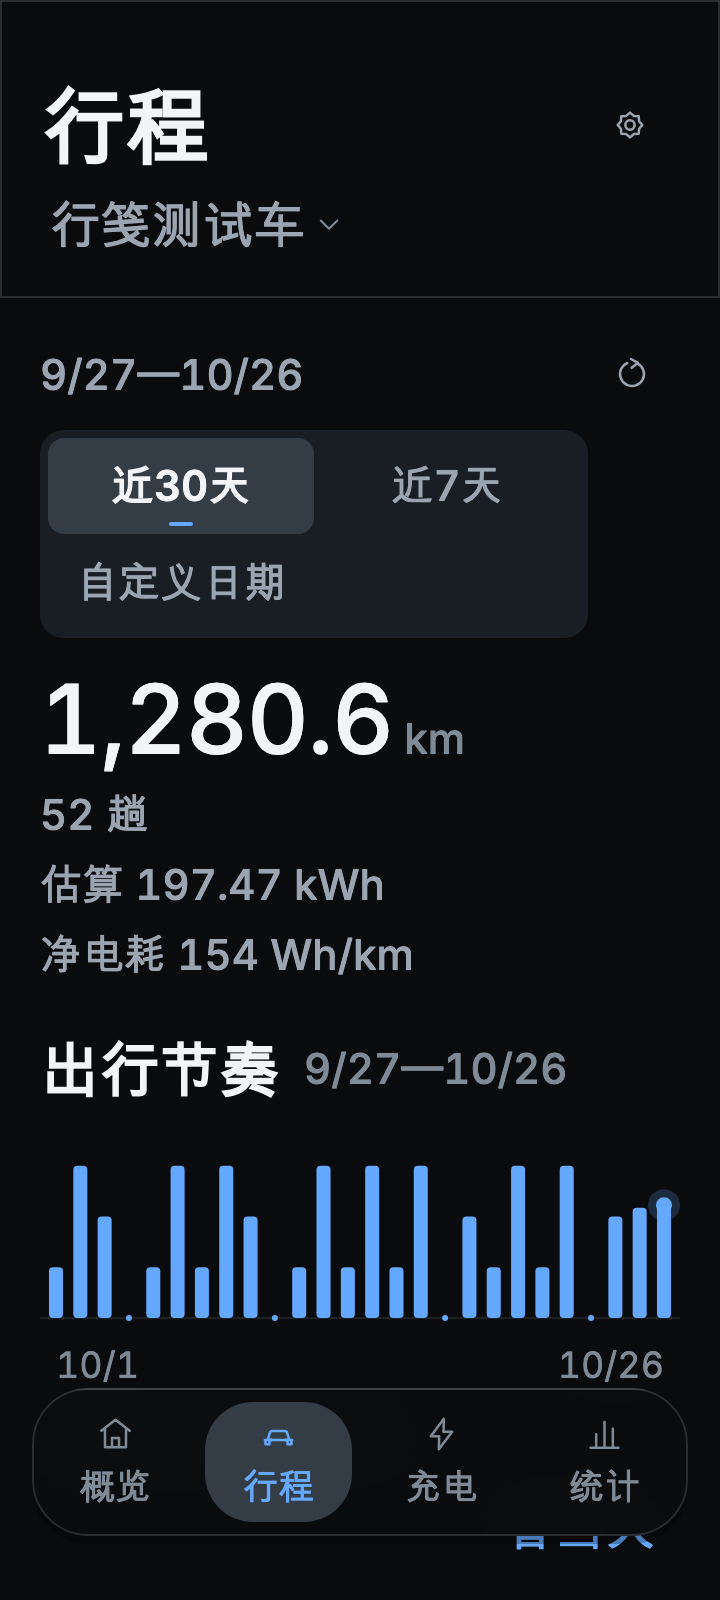 行程
行笺测试车
9/27—10/26
近30天
近7天
自定义日期
1,280.6 km
52 趟
估算 197.47 kWh
净电耗 154 Wh/km
出行节奏 9/27—10/26
10/1
10/26
概览
行程
充电
统计